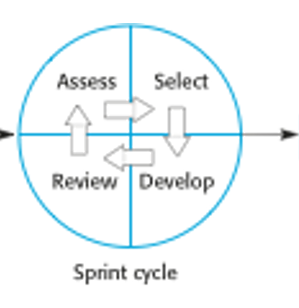 Assess Select
Review Develop
Sprint cycle